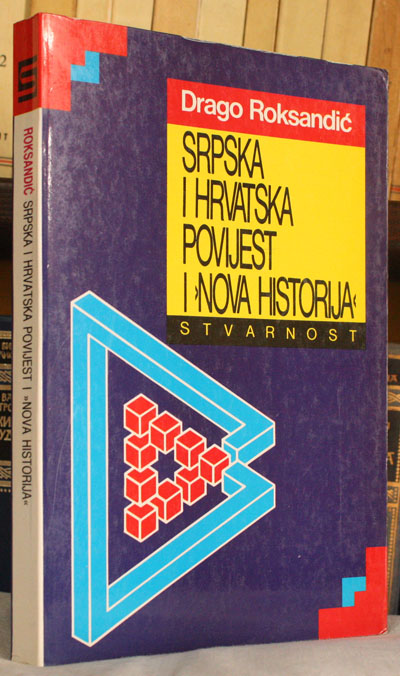 Drago Roksandić
SRPSKA
I HRVATSKA
POVIJEST
I ›NOVA HISTORIJA‹
STVARNOST
ROKSANDIĆ SRPSKA I HRVATSKA POVIJEST I »NOVA HISTORIJA«